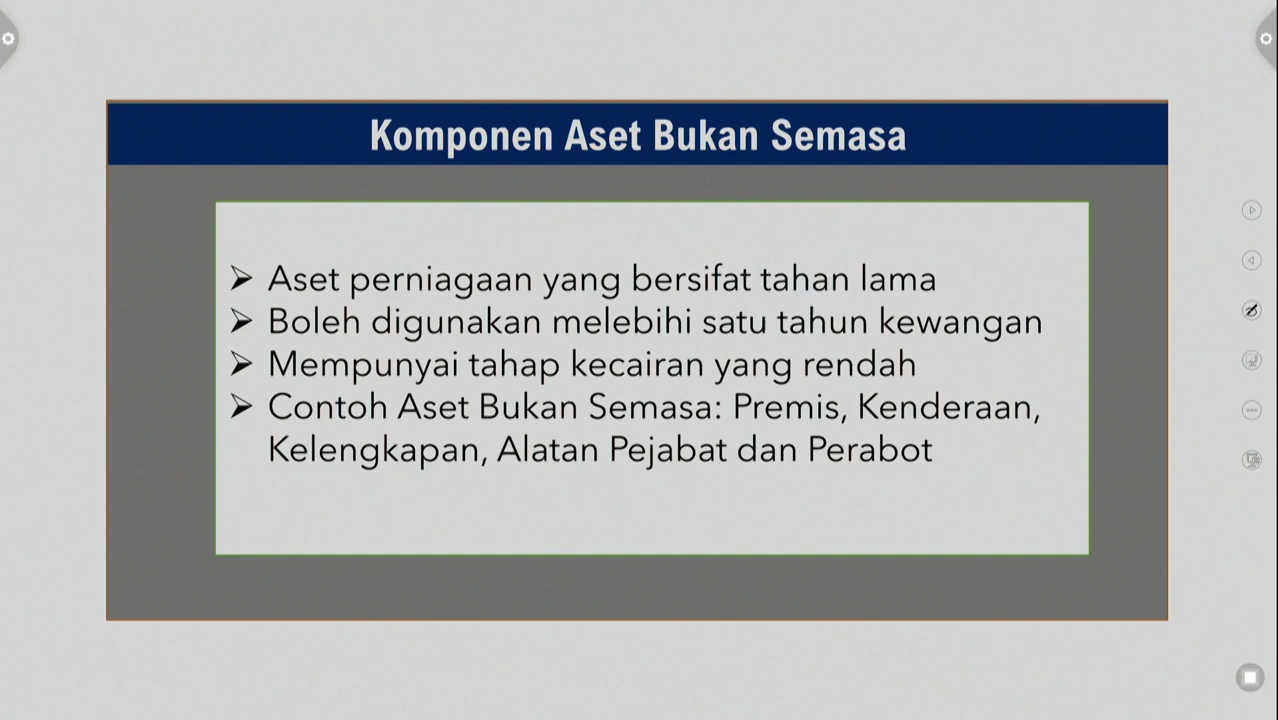 Komponen Aset Bukan Semasa
➢ Aset perniagaan yang bersifat tahan lama
➢ Boleh digunakan melebihi satu tahun kewangan
➢ Mempunyai tahap kecairan yang rendah
➢ Contoh Aset Bukan Semasa: Premis, Kenderaan,
Kelengkapan, Alatan Pejabat dan Perabot